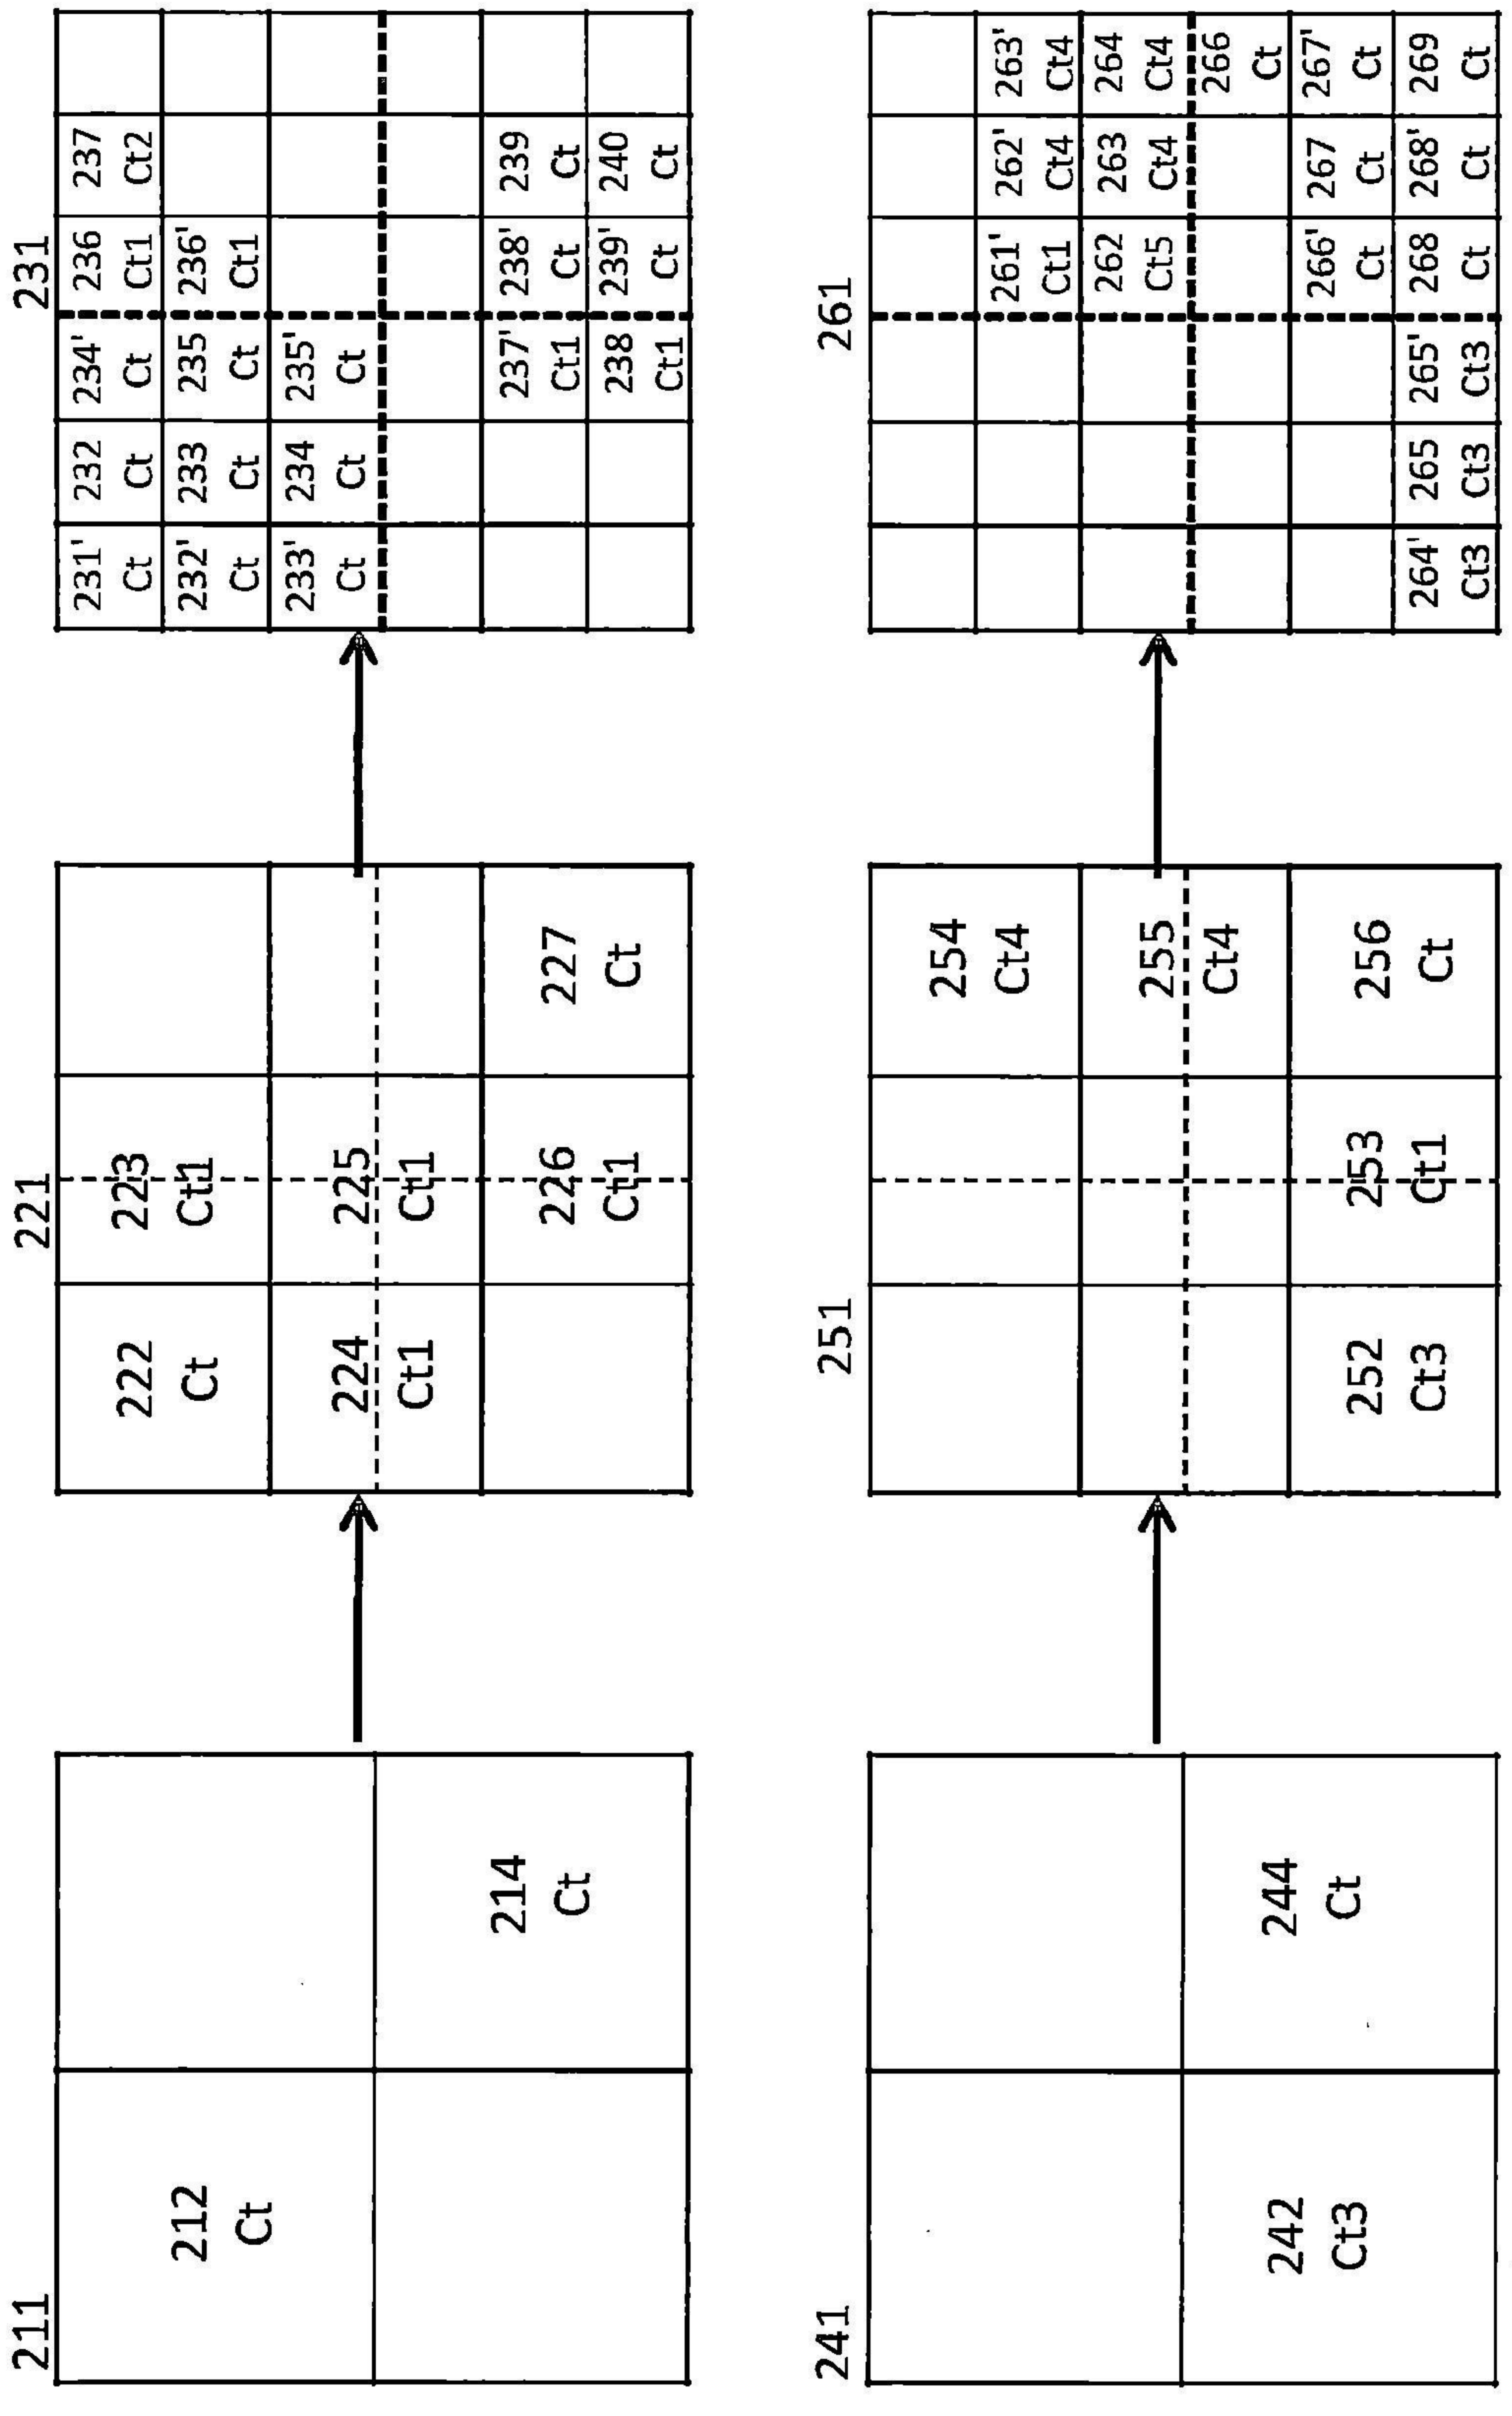 211
212
Ct
214
Ct
221
222
Ct
223
Ct1
224
Ct1
225
Ct1
226
Ct1
227
Ct
231
231' 232 234' 236 237
Ct Ct Ct Ct1 Ct2
232' 233 235 236'
Ct Ct Ct Ct1
233' 234 235'
Ct Ct Ct
237' 238' 239
Ct1 Ct Ct
238 239' 240
Ct1 Ct Ct
241
242
Ct3
244
Ct
251
254
Ct4
255
Ct4
252
Ct3
253
Ct1
256
Ct
261
261' 262' 263'
Ct1 Ct4 Ct4
262 263 264
Ct5 Ct4 Ct4
266
Ct
266' 267 267'
Ct Ct Ct
264' 265 265' 268 268' 269
Ct3 Ct3 Ct3 Ct Ct Ct